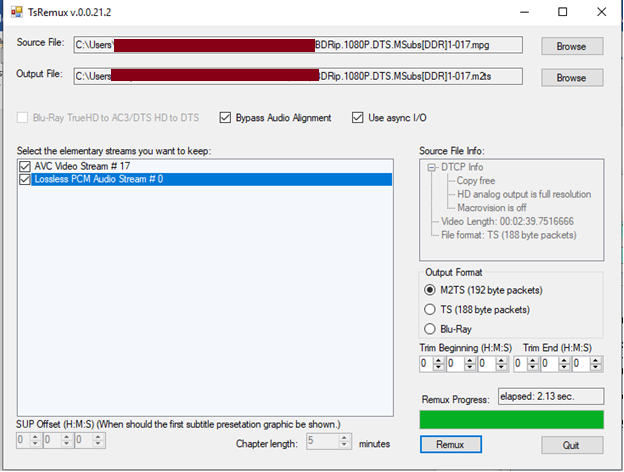 TsRemux v.0.0.21.2
Source File: C:\Users\ BDRip.1080P.DTS.MSubs[DDR]1-017.mpg Browse
Output File: C:\Users BDRip.1080P.DTS.MSubs[DDR]1-017.m2ts Browse
Blu-Ray TrueHD to AC3/DTS HD to DTS Bypass Audio Alignment Use async I/O
Select the elementary streams you want to keep:
AVC Video Stream # 17
Lossless PCM Audio Stream # 0
Source File Info:
DTCP Info
Copy free
HD analog output is full resolution
Macrovision is off
Video Length: 00:02:39.7516666
File format: TS (188 byte packets)
Output Format
M2TS (192 byte packets)
TS (188 byte packets)
Blu-Ray
Trim Beginning (H:M:S) Trim End (H:M:S)
0 0 0 0 0 0
Remux Progress: elapsed: 2.13 sec.
SUP Offset (H:M:S) (When should the first subtitle presetation graphic be shown.)
0 0 0 Chapter length: 5 minutes
Remux Quit